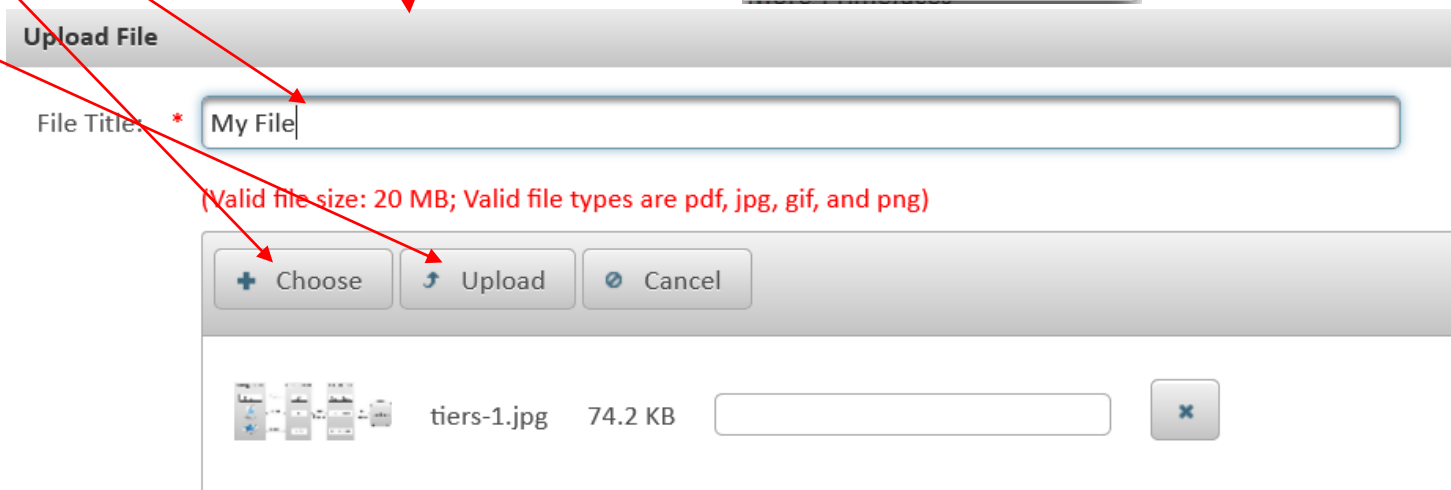 Upload File
File Title: * My File
(Valid file size: 20 MB; Valid file types are pdf, jpg, gif, and png)
Choose Upload Cancel
tiers-1.jpg 74.2 KB